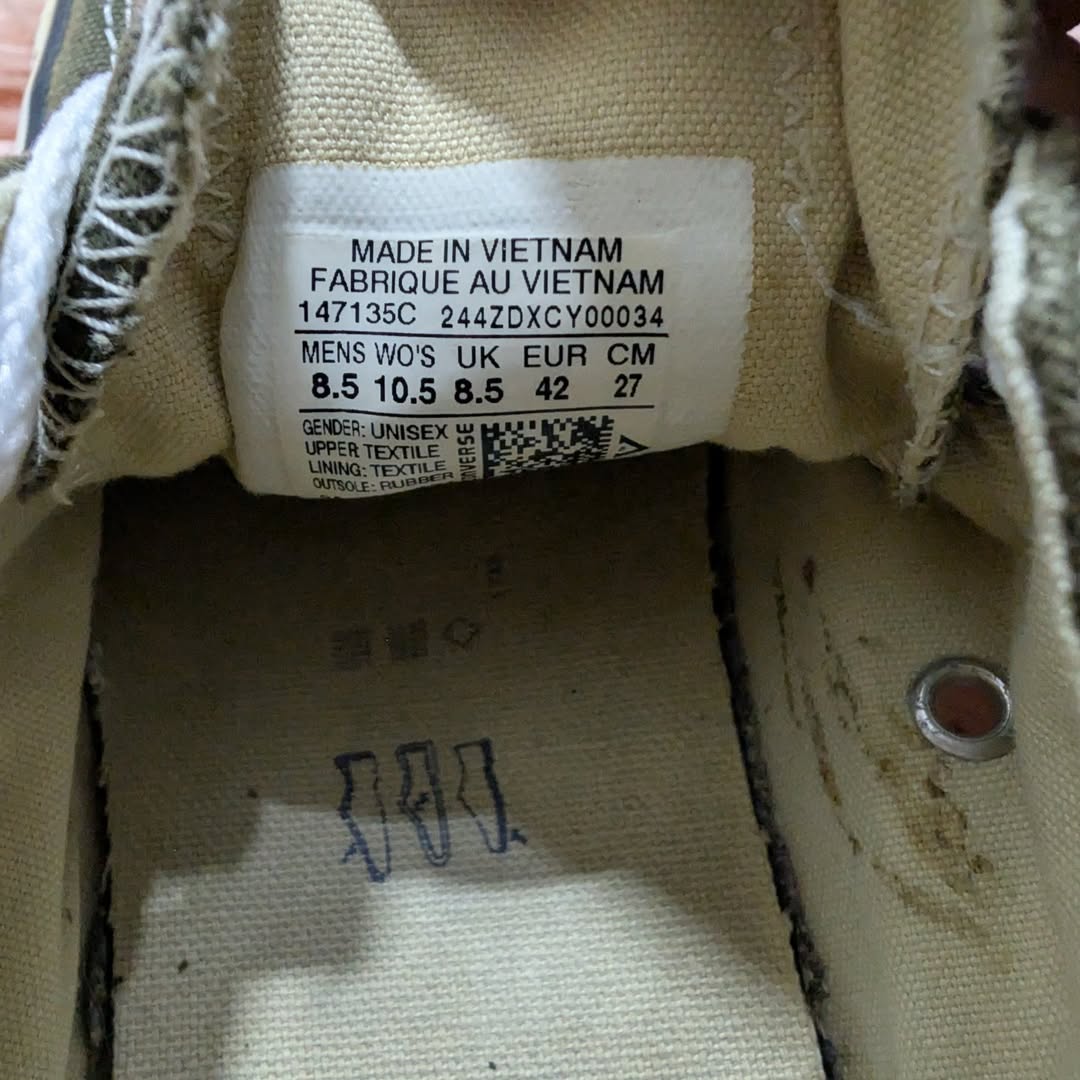 MADE IN VIETNAM
FABRIQUE AU VIETNAM
147135C 244ZDXCY00034
MENS WO'S UK EUR CM
8.5 10.5 8.5 42 27
GENDER: UNISEX
UPPER TEXTILE
LINING: TEXTILE
OUTSOLE: RUBBER